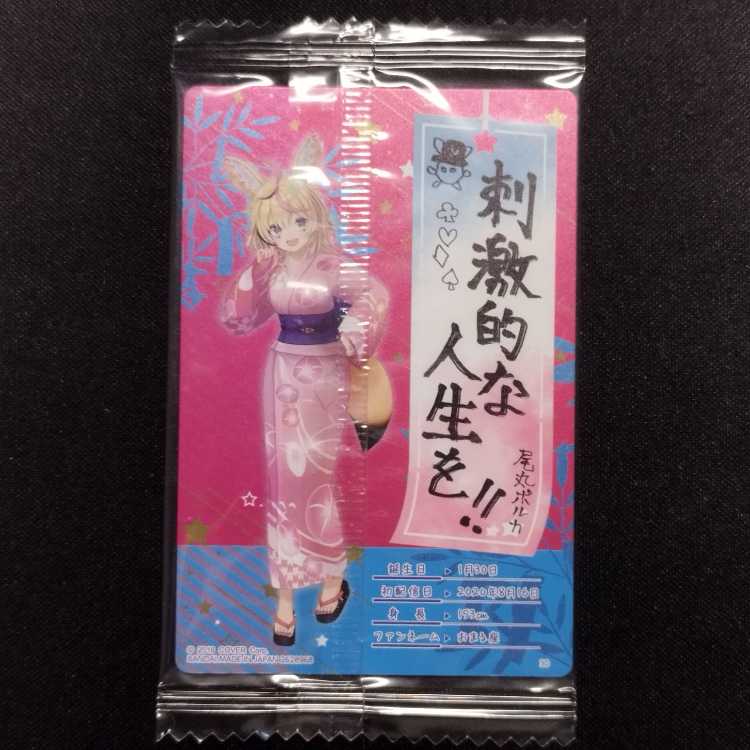 刺激的な
人生を!!
尾丸ポルカ
誕生日 ▶ 1月30日
初配信日 ▶ 2020年8月16日
身長 ▶ 153cm
ファンネーム ▶ おまる座
© 2016 COVER Corp.
BANDAI MADE IN JAPAN
30